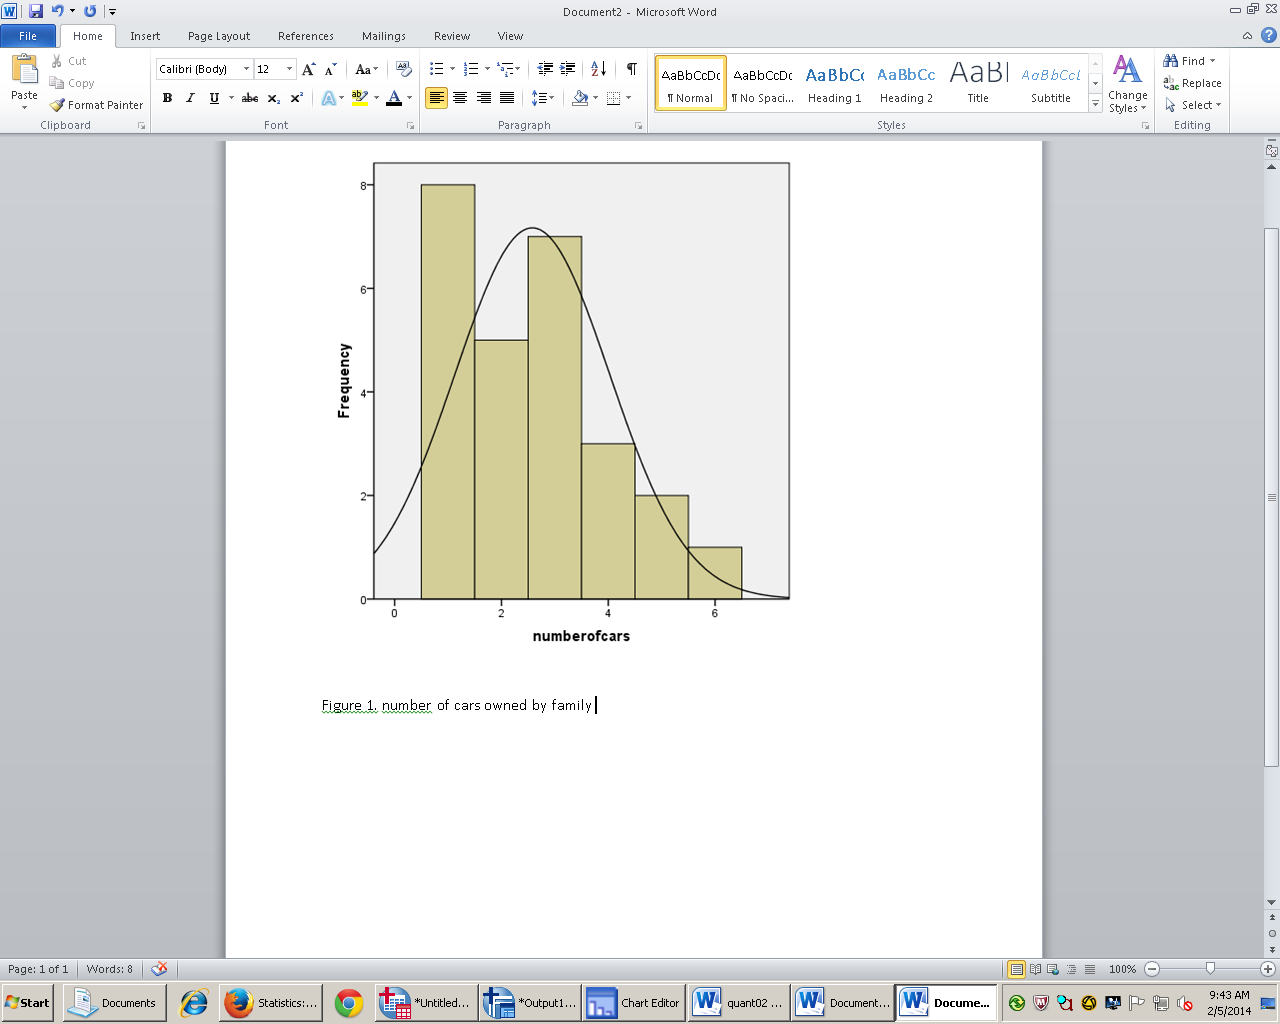 Document2 - Microsoft Word
File Home Insert Page Layout References Mailings Review View
Paste
Cut
Copy
Format Painter
Clipboard
Calibri (Body) 12
B I U abc x₂ x²
Aa
A
Font
Paragraph
AaBbCcDc AaBbCcDc AaBbCc AaBbCc AaBl AaBbCcL
¶ Normal ¶ No Spaci... Heading 1 Heading 2 Title Subtitle
Change
Styles
Styles
Find
Replace
Select
Editing
8
6
4
2
0
Frequency
0 2 4 6
numberofcars
Figure 1. number of cars owned by family
Page: 1 of 1 Words: 8 100%
Start Documents Statistics:... *Untitled... *Output1... Chart Editor quant02 ... Document... Docume...
9:43 AM
2/5/2014